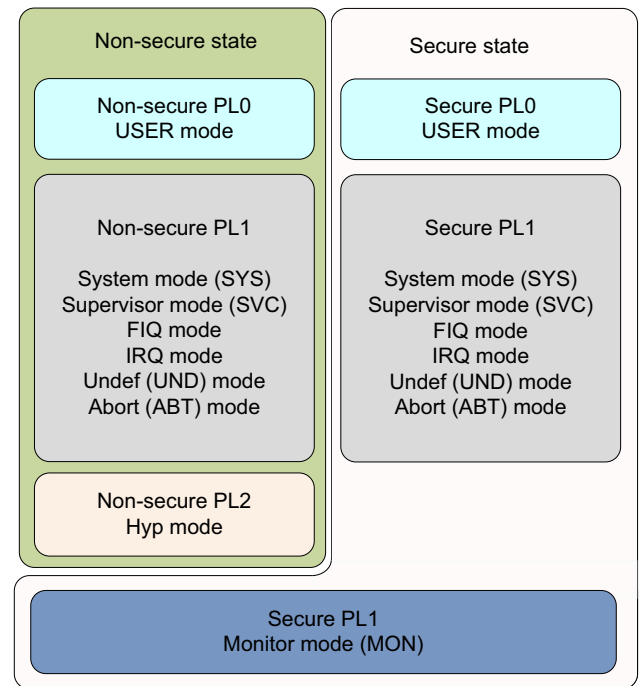 Non-secure state
Non-secure PL0
USER mode
Non-secure PL1
System mode (SYS)
Supervisor mode (SVC)
FIQ mode
IRQ mode
Undef (UND) mode
Abort (ABT) mode
Non-secure PL2
Hyp mode
Secure state
Secure PL0
USER mode
Secure PL1
System mode (SYS)
Supervisor mode (SVC)
FIQ mode
IRQ mode
Undef (UND) mode
Abort (ABT) mode
Secure PL1
Monitor mode (MON)